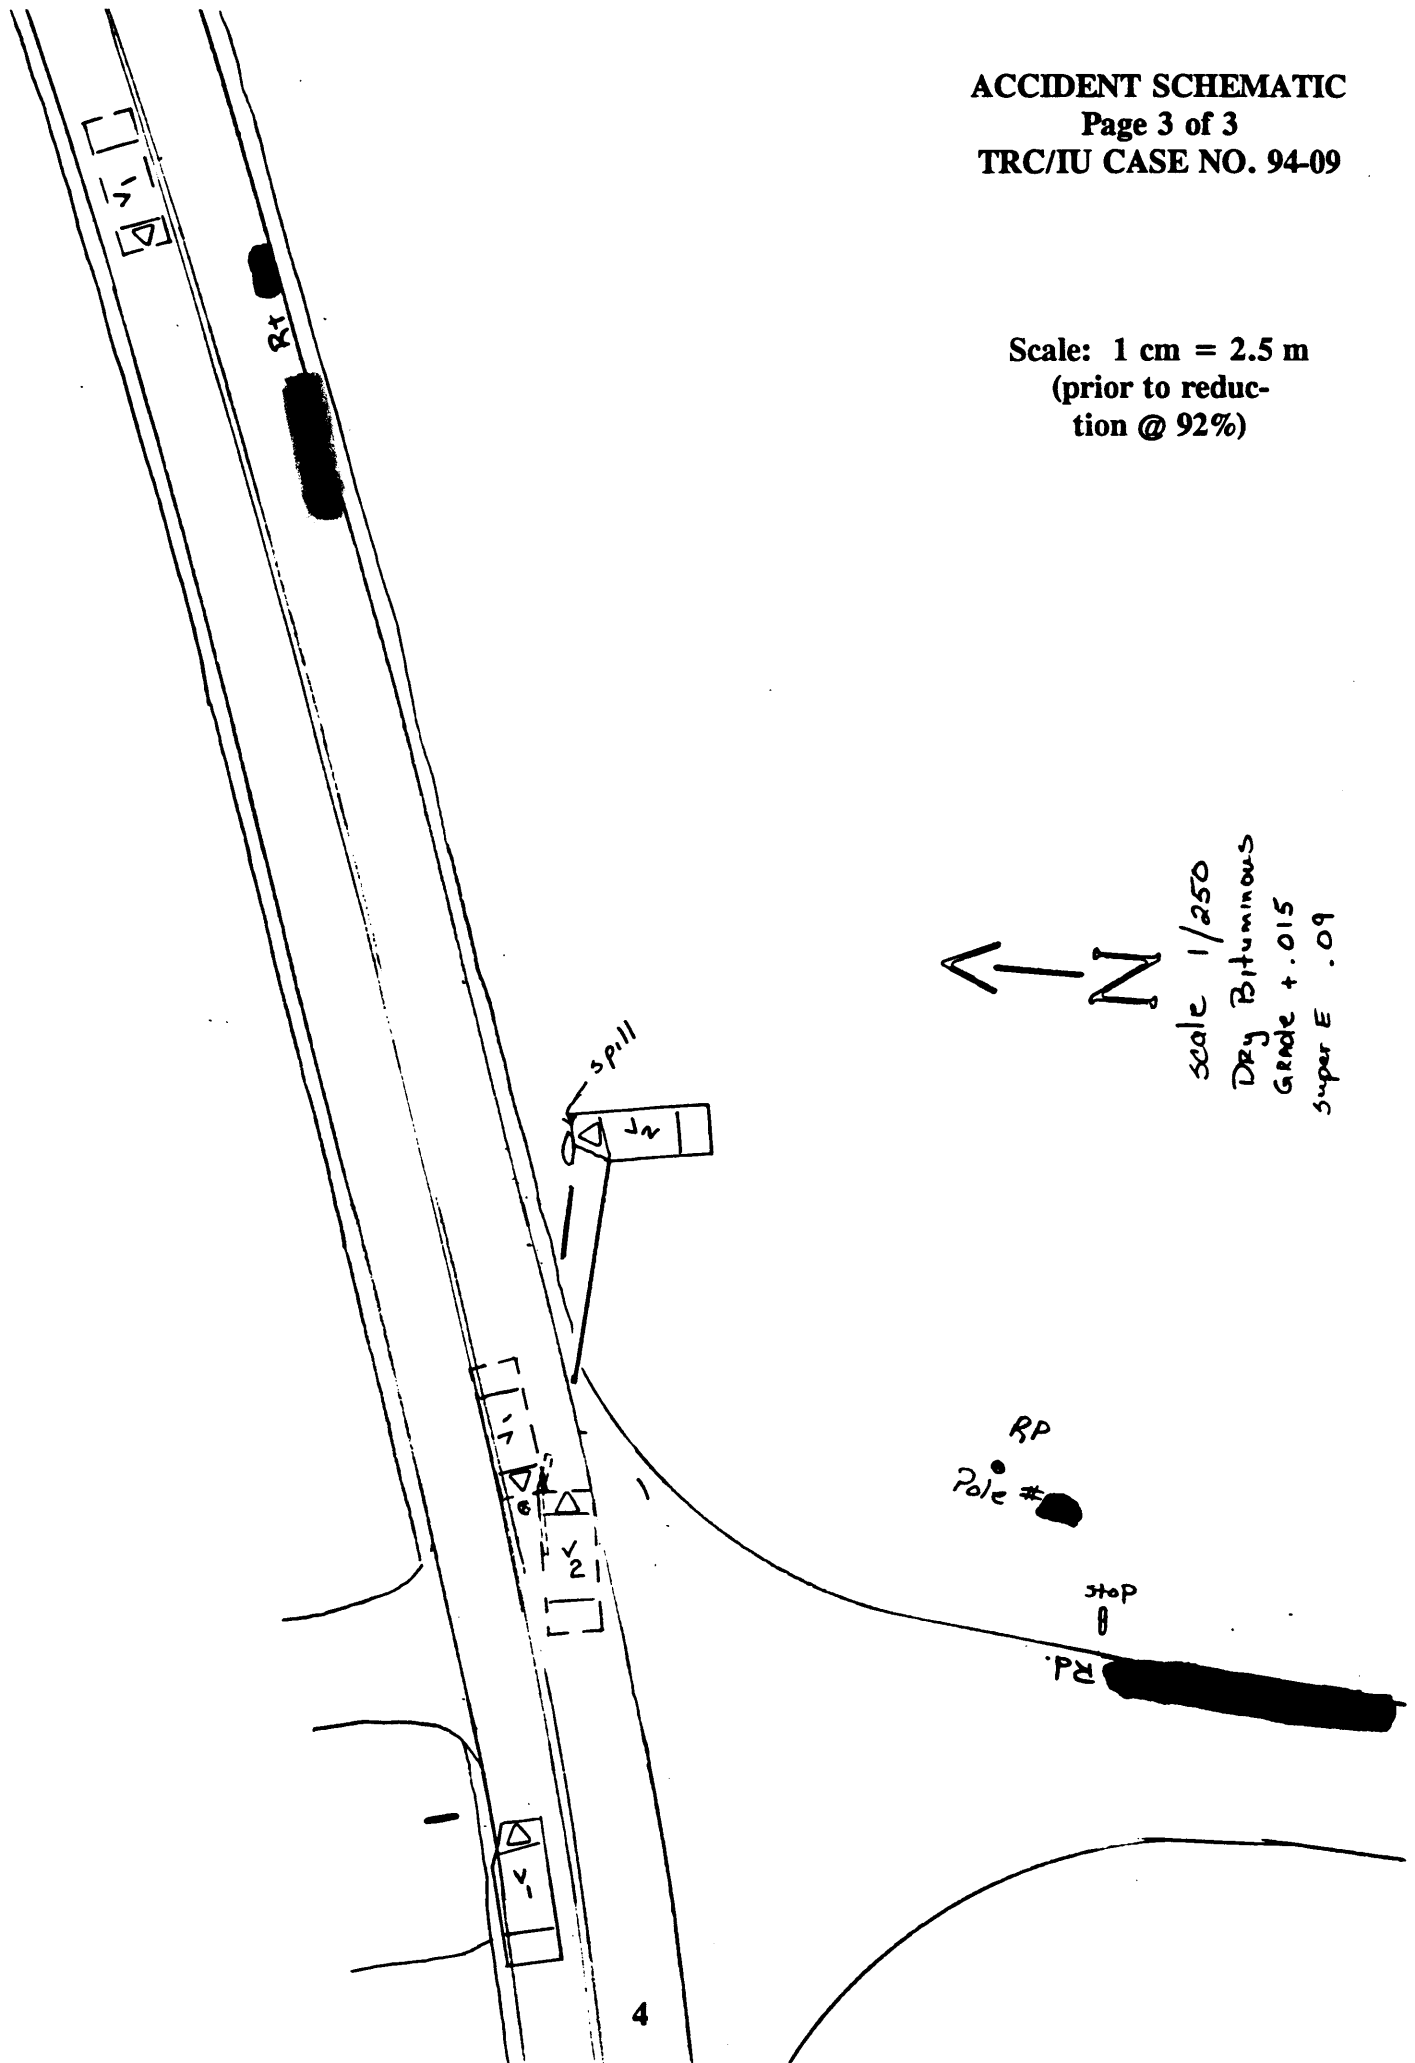 ACCIDENT SCHEMATIC
Page 3 of 3
TRC/IU CASE NO. 94-09
V1
Rt
Scale: 1 cm = 2.5 m
(prior to reduc-
tion @ 92%)
N
scale 1/250
Dry Bituminous
Grade +.015
super E .09
spill
V2
V1
V2
RP
Pole #
stop
Rd.
V1
4